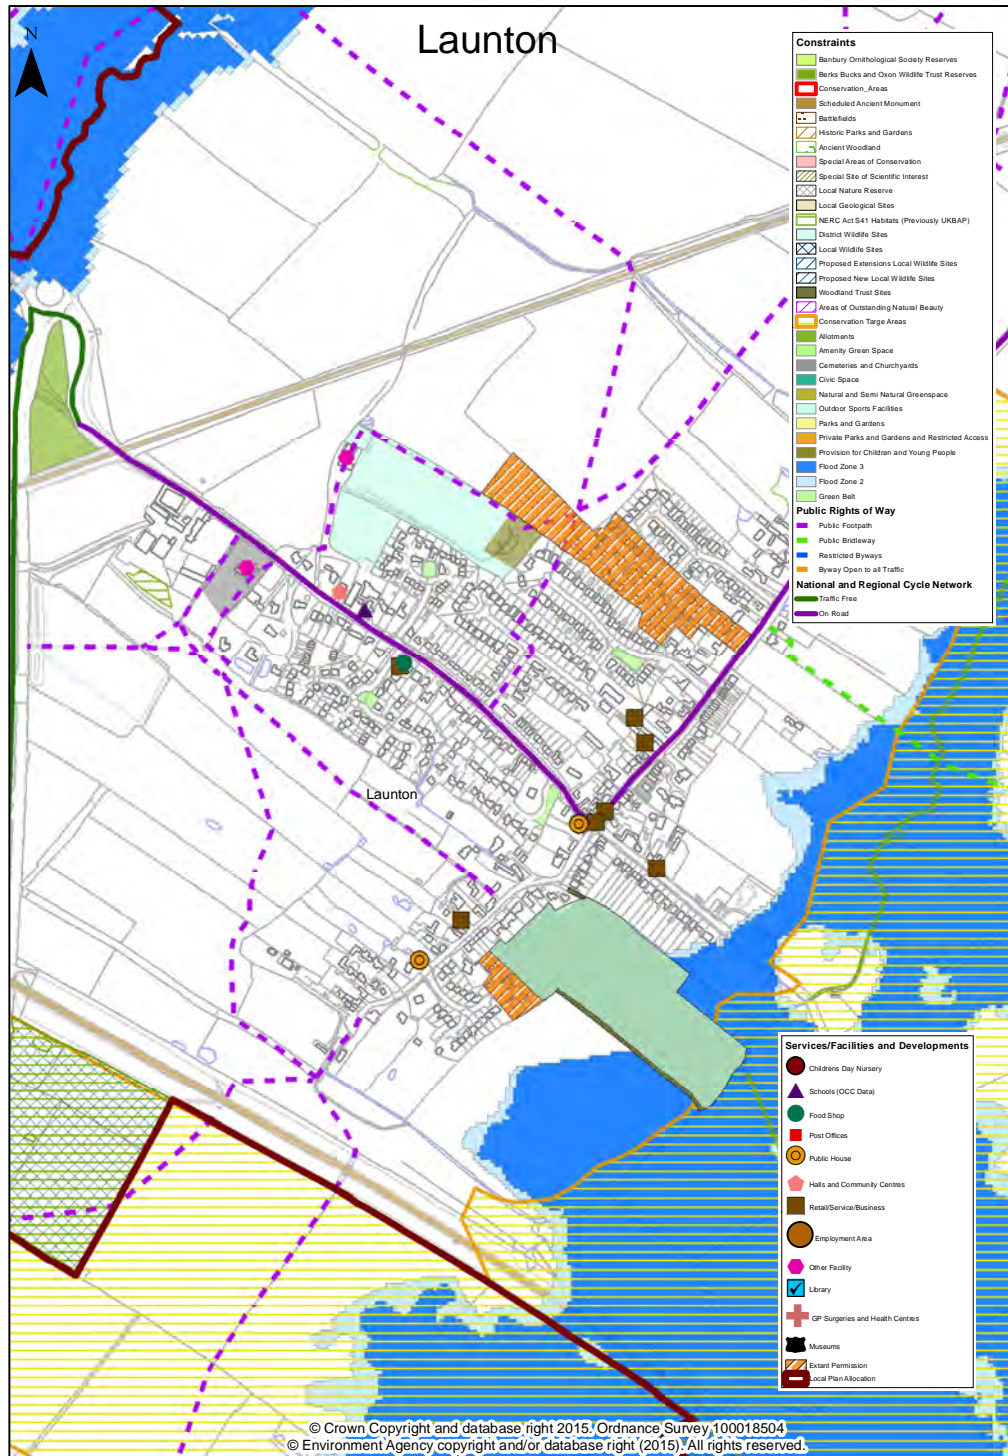 Launton
N
Constraints
Banbury Ornithological Society Reserves
Berks Bucks and Oxon Wildlife Trust Reserves
Conservation_Areas
Scheduled Ancient Monument
Battlefields
Historic Parks and Gardens
Ancient Woodland
Special Areas of Conservation
Special Site of Scientific Interest
Local Nature Reserve
Local Geological Sites
NERC Act S41 Habitats (Previously UKBAP)
District Wildlife Sites
Local Wildlife Sites
Proposed Extensions Local Wildlife Sites
Proposed New Local Wildlife Sites
Woodland Trust Sites
Areas of Outstanding Natural Beauty
Conservation Targe Areas
Allotments
Amenity Green Space
Cemeteries and Churchyards
Civic Space
Natural and Semi Natural Greenspace
Outdoor Sports Facilities
Parks and Gardens
Private Parks and Gardens and Restricted Access
Provision for Children and Young People
Flood Zone 3
Flood Zone 2
Green Belt
Public Rights of Way
Public Footpath
Public Bridleway
Restricted Byways
Byway Open to all Traffic
National and Regional Cycle Network
Traffic Free
On Road
Launton
Services/Facilities and Developments
Childrens Day Nursery
Schools (OCC Data)
Food Shop
Post Offices
Public House
Halls and Community Centres
Retail/Service/Business
Employment Area
Other Facility
Library
GP Surgeries and Health Centres
Museums
Extant Permission
Local Plan Allocation
© Crown Copyright and database right 2015. Ordnance Survey 100018504
© Environment Agency copyright and/or database right (2015). All rights reserved.